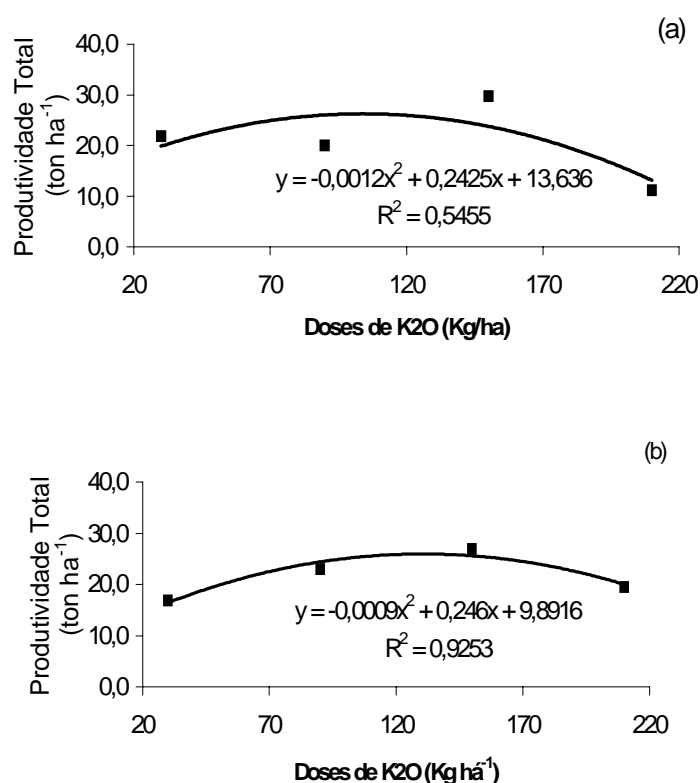 (a)
Produtividade Total
(ton ha⁻¹)
40,0
30,0
20,0
10,0
0,0
y = -0,0012x² + 0,2425x + 13,636
R² = 0,5455
20 70 120 170 220
Doses de K2O (Kg/ha)
(b)
Produtividade Total
(ton ha⁻¹)
40,0
30,0
20,0
10,0
0,0
y = -0,0009x² + 0,246x + 9,8916
R² = 0,9253
20 70 120 170 220
Doses de K2O (Kg há⁻¹)